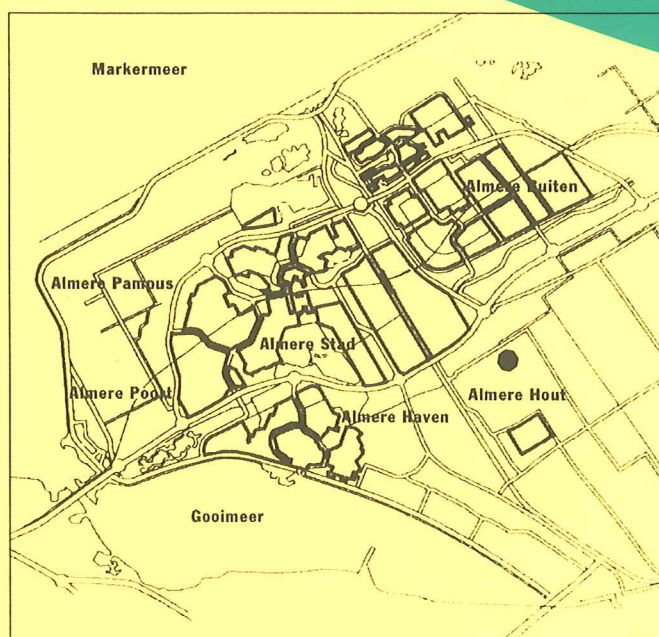 Markermeer
Almere Buiten
Almere Pampus
Almere Stad
Almere Poort
Almere Hout
Almere Haven
Gooimeer